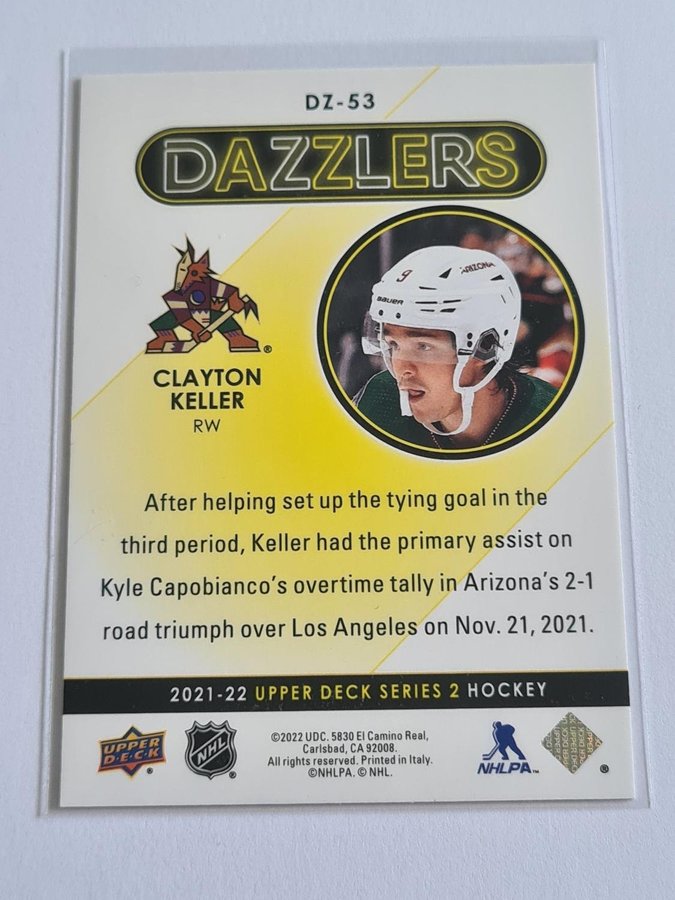 DZ-53
DAZZLERS
9
ARIZONA
BAUER
®
CLAYTON
KELLER
RW
After helping set up the tying goal in the
third period, Keller had the primary assist on
Kyle Capobianco's overtime tally in Arizona's 2-1
road triumph over Los Angeles on Nov. 21, 2021.
2021-22 UPPER DECK SERIES 2 HOCKEY
UPPER
D·E·C·K
®
NHL
®
©2022 UDC. 5830 El Camino Real,
Carlsbad, CA 92008.
All rights reserved. Printed in Italy.
©NHLPA. © NHL.
NHLPA™
®